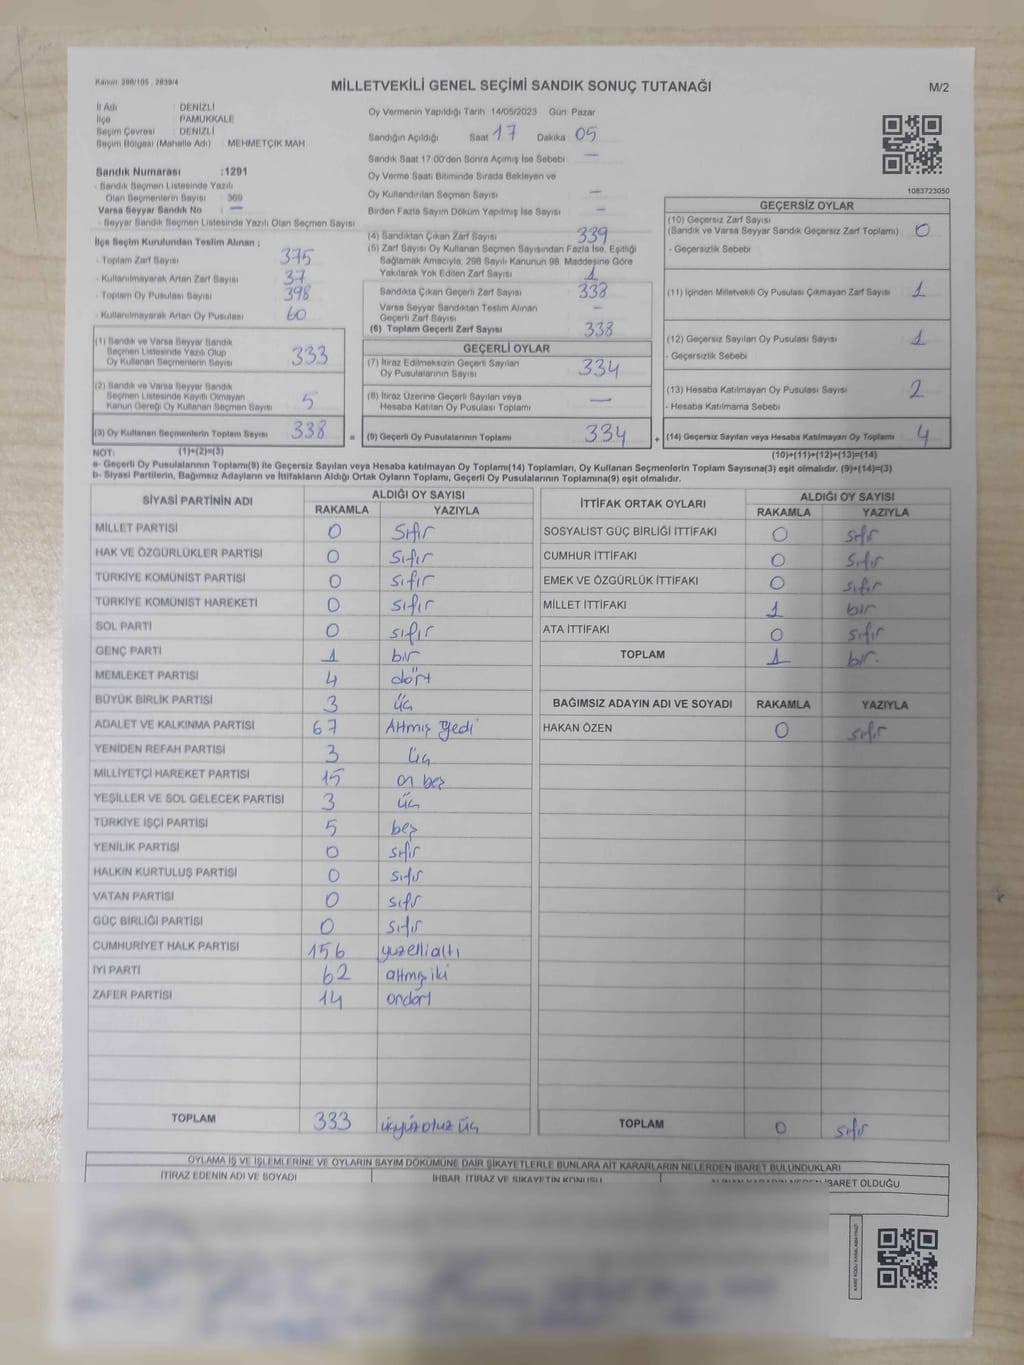 Kanun: 298/105 , 2839/4
MİLLETVEKİLİ GENEL SEÇİMİ SANDIK SONUÇ TUTANAĞI
M/2
İl Adı : DENİZLİ
İlçe : PAMUKKALE
Seçim Çevresi : DENİZLİ
Seçim Bölgesi (Mahalle Adı) MEHMETÇİK MAH.
Oy Vermenin Yapıldığı Tarih 14/05/2023 Gün Pazar
Sandığın Açıldığı Saat 17 Dakika 05
Sandık Saat 17:00'den Sonra Açılmış İse Sebebi —
Oy Verme Saati Bitiminde Sırada Bekleyen ve
Oy Kullandırılan Seçmen Sayısı —
Birden Fazla Sayım Döküm Yapılmış İse Sayısı —
1083723050
Sandık Numarası :1291
- Sandık Seçmen Listesinde Yazılı
Olan Seçmenlerin Sayısı 369
Varsa Seyyar Sandık No : —
- Seyyar Sandık Seçmen Listesinde Yazılı Olan Seçmen Sayısı
İlçe Seçim Kurulundan Teslim Alınan ;
- Toplam Zarf Sayısı 375
- Kullanılmayarak Artan Zarf Sayısı 37
- Toplam Oy Pusulası Sayısı 398
- Kullanılmayarak Artan Oy Pusulası 60
(1) Sandık ve Varsa Seyyar Sandık
Seçmen Listesinde Yazılı Olup
Oy Kullanan Seçmenlerin Sayısı 333
(2) Sandık ve Varsa Seyyar Sandık
Seçmen Listesinde Kayıtlı Olmayan
Kanun Gereği Oy Kullanan Seçmen Sayısı 5
(3) Oy Kullanan Seçmenlerin Toplam Sayısı 338
(4) Sandıktan Çıkan Zarf Sayısı 339
(5) Zarf Sayısı Oy Kullanan Seçmen Sayısından Fazla İse, Eşitliği
Sağlamak Amacıyla, 298 Sayılı Kanunun 98. Maddesine Göre
Yakılarak Yok Edilen Zarf Sayısı 1
Sandıkta Çıkan Geçerli Zarf Sayısı 338
Varsa Seyyar Sandıktan Teslim Alınan
Geçerli Zarf Sayısı —
(6) Toplam Geçerli Zarf Sayısı 338
GEÇERLİ OYLAR
(7) İtiraz Edilmeksizin Geçerli Sayılan
Oy Pusulalarının Sayısı 334
(8) İtiraz Üzerine Geçerli Sayılan veya
Hesaba Katılan Oy Pusulası Toplamı —
= (9) Geçerli Oy Pusulalarının Toplamı 334
GEÇERSİZ OYLAR
(10) Geçersiz Zarf Sayısı
(Sandık ve Varsa Seyyar Sandık Geçersiz Zarf Toplamı) 0
- Geçersizlik Sebebi
(11) İçinden Milletvekili Oy Pusulası Çıkmayan Zarf Sayısı 1
(12) Geçersiz Sayılan Oy Pusulası Sayısı 1
- Geçersizlik Sebebi
(13) Hesaba Katılmayan Oy Pusulası Sayısı 2
- Hesaba Katılmama Sebebi
+ (14) Geçersiz Sayılan veya Hesaba Katılmayan Oy Toplamı 4
NOT: (1)+(2)=(3) (10)+(11)+(12)+(13)=(14)
a- Geçerli Oy Pusulalarının Toplamı(9) ile Geçersiz Sayılan veya Hesaba katılmayan Oy Toplamı(14) Toplamları, Oy Kullanan Seçmenlerin Toplam Sayısına(3) eşit olmalıdır. (9)+(14)=(3)
b- Siyasi Partilerin, Bağımsız Adayların ve İttifakların Aldığı Ortak Oyların Toplamı, Geçerli Oy Pusulalarının Toplamına(9) eşit olmalıdır.
SİYASİ PARTİNİN ADI ALDIĞI OY SAYISI
RAKAMLA YAZIYLA
MİLLET PARTİSİ 0 sıfır
HAK VE ÖZGÜRLÜKLER PARTİSİ 0 sıfır
TÜRKİYE KOMÜNİST PARTİSİ 0 sıfır
TÜRKİYE KOMÜNİST HAREKETİ 0 sıfır
SOL PARTİ 0 sıfır
GENÇ PARTİ 1 bir
MEMLEKET PARTİSİ 4 dört
BÜYÜK BİRLİK PARTİSİ 3 üç
ADALET VE KALKINMA PARTİSİ 67 Altmış yedi
YENİDEN REFAH PARTİSİ 3 üç
MİLLİYETÇİ HAREKET PARTİSİ 15 on beş
YEŞİLLER VE SOL GELECEK PARTİSİ 3 üç
TÜRKİYE İŞÇİ PARTİSİ 5 beş
YENİLİK PARTİSİ 0 sıfır
HALKIN KURTULUŞ PARTİSİ 0 sıfır
VATAN PARTİSİ 0 sıfır
GÜÇ BİRLİĞİ PARTİSİ 0 sıfır
CUMHURİYET HALK PARTİSİ 156 yüzelli altı
İYİ PARTİ 62 altmış iki
ZAFER PARTİSİ 14 ondört
TOPLAM 333 üçyüzotuz üç
İTTİFAK ORTAK OYLARI ALDIĞI OY SAYISI
RAKAMLA YAZIYLA
SOSYALİST GÜÇ BİRLİĞİ İTTİFAKI 0 sıfır
CUMHUR İTTİFAKI 0 sıfır
EMEK VE ÖZGÜRLÜK İTTİFAKI 0 sıfır
MİLLET İTTİFAKI 1 bir
ATA İTTİFAKI 0 sıfır
TOPLAM 1 bir.
BAĞIMSIZ ADAYIN ADI VE SOYADI RAKAMLA YAZIYLA
HAKAN ÖZEN 0 sıfır
TOPLAM 0 sıfır
OYLAMA İŞ VE İŞLEMLERİNE VE OYLARIN SAYIM DÖKÜMÜNE DAİR ŞİKAYETLERLE BUNLARA AİT KARARLARIN NELERDEN İBARET BULUNDUKLARI
İTİRAZ EDENİN ADI VE SOYADI İHBAR, İTİRAZ VE ŞİKAYETİN KONUSU İBARET OLDUĞU